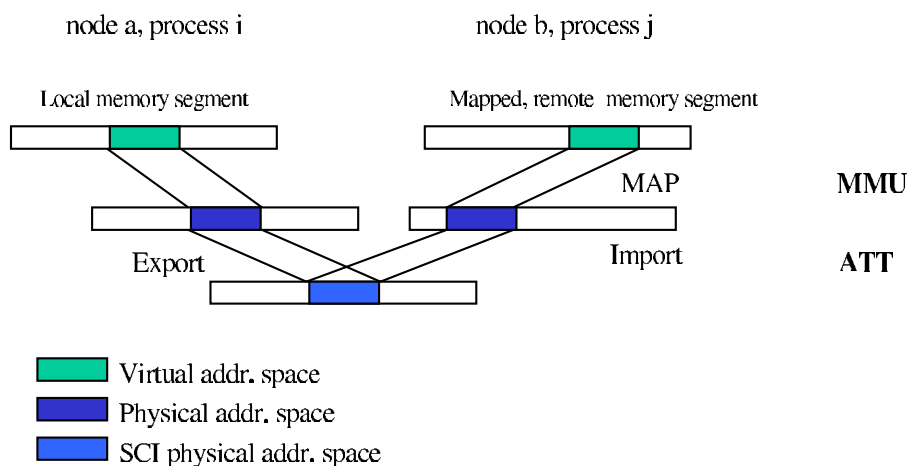 node a, process i
node b, process j
Local memory segment
Mapped, remote memory segment
MAP
MMU
Export
Import
ATT
Virtual addr. space
Physical addr. space
SCI physical addr. space